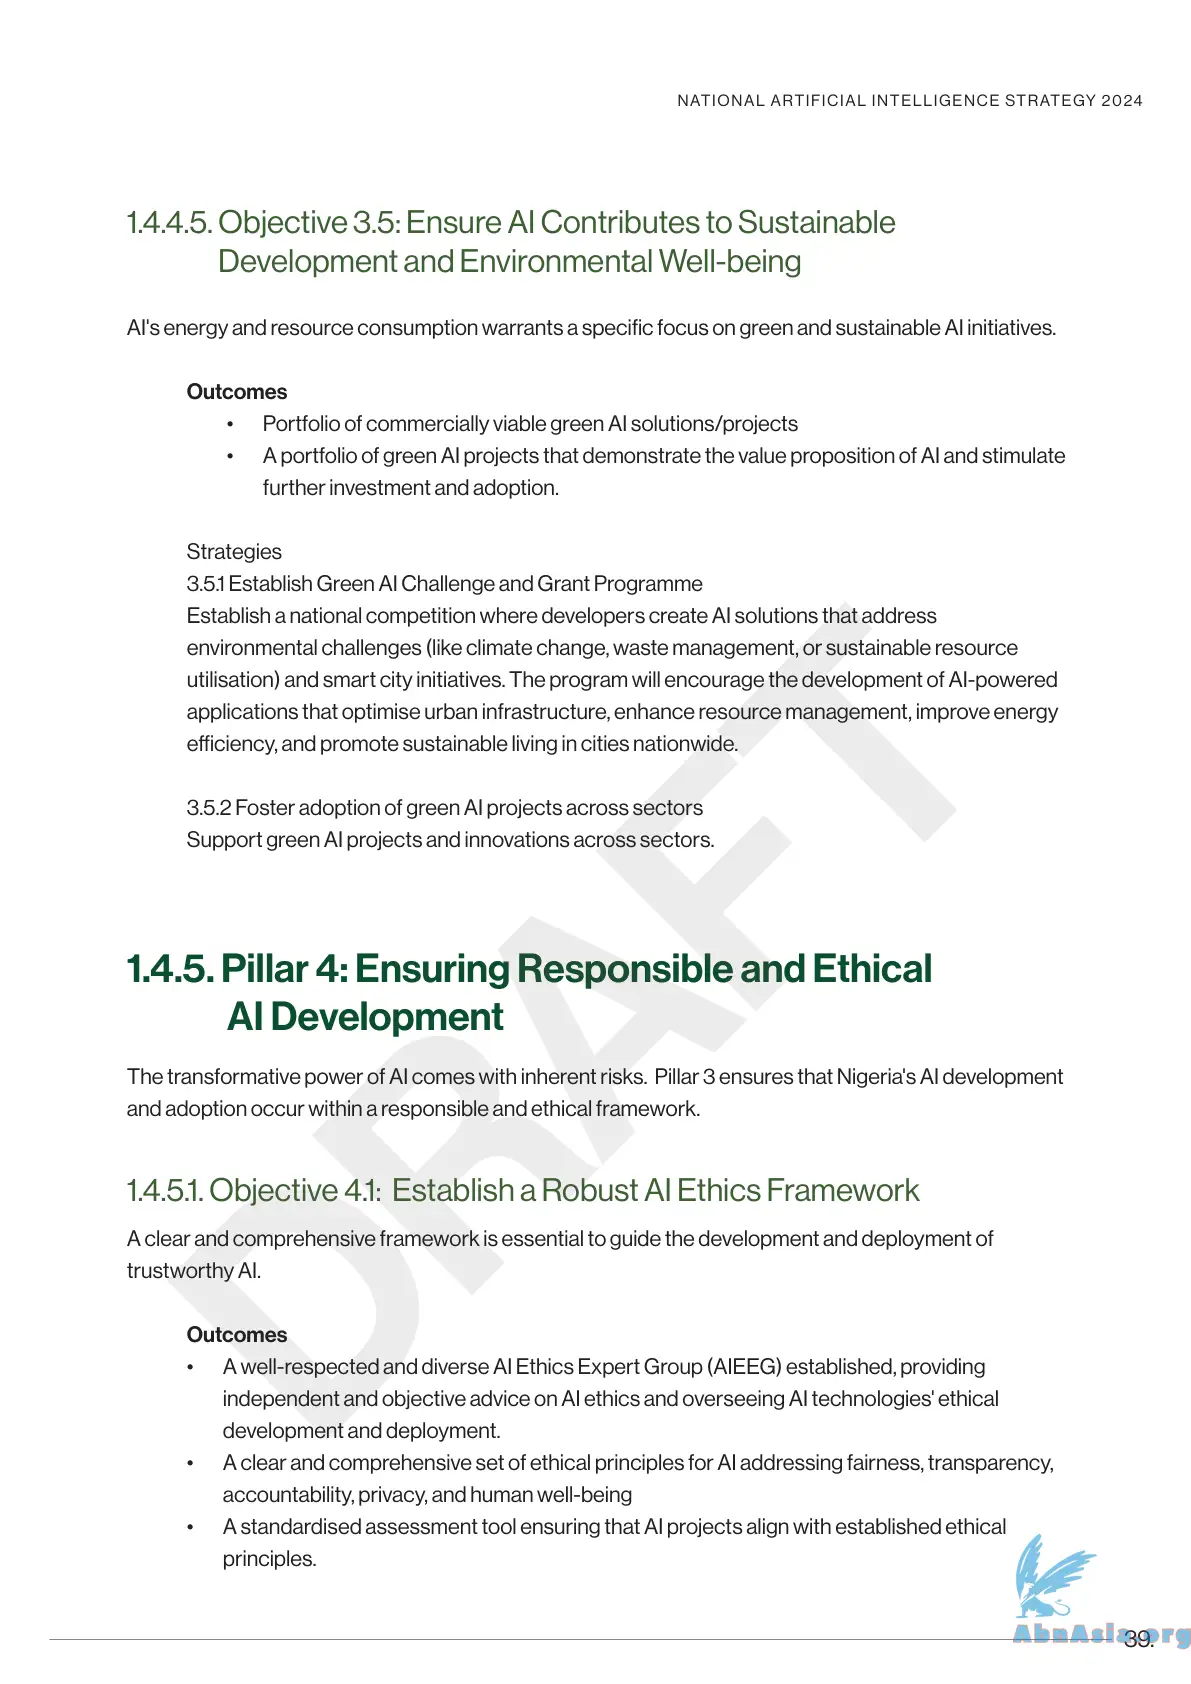 NATIONAL ARTIFICIAL INTELLIGENCE STRATEGY 2024
1.4.4.5. Objective 3.5: Ensure AI Contributes to Sustainable
Development and Environmental Well-being
AI's energy and resource consumption warrants a specific focus on green and sustainable AI initiatives.
Outcomes
• Portfolio of commercially viable green AI solutions/projects
• A portfolio of green AI projects that demonstrate the value proposition of AI and stimulate
further investment and adoption.
Strategies
3.5.1 Establish Green AI Challenge and Grant Programme
Establish a national competition where developers create AI solutions that address
environmental challenges (like climate change, waste management, or sustainable resource
utilisation) and smart city initiatives. The program will encourage the development of AI-powered
applications that optimise urban infrastructure, enhance resource management, improve energy
efficiency, and promote sustainable living in cities nationwide.
3.5.2 Foster adoption of green AI projects across sectors
Support green AI projects and innovations across sectors.
DRAFT
1.4.5. Pillar 4: Ensuring Responsible and Ethical
AI Development
The transformative power of AI comes with inherent risks.  Pillar 3 ensures that Nigeria's AI development
and adoption occur within a responsible and ethical framework.
1.4.5.1. Objective 4.1:  Establish a Robust AI Ethics Framework
A clear and comprehensive framework is essential to guide the development and deployment of
trustworthy AI.
Outcomes
• A well-respected and diverse AI Ethics Expert Group (AIEEG) established, providing
independent and objective advice on AI ethics and overseeing AI technologies' ethical
development and deployment.
• A clear and comprehensive set of ethical principles for AI addressing fairness, transparency,
accountability, privacy, and human well-being
• A standardised assessment tool ensuring that AI projects align with established ethical
principles.
AbnAsia.org
39.